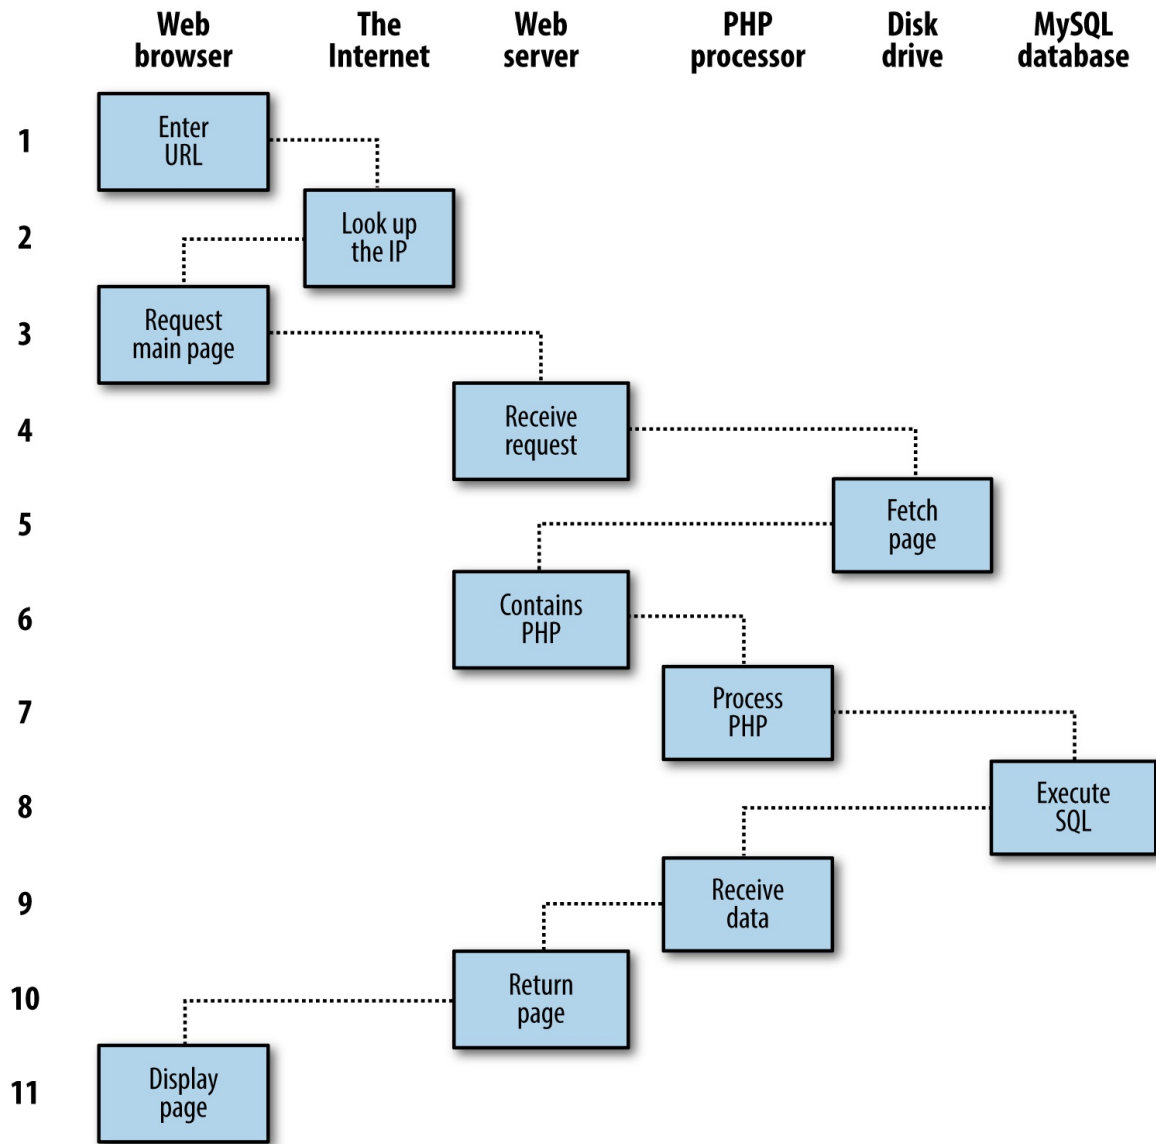 Web The Web PHP Disk MySQL
browser Internet server processor drive database
1
Enter
URL
2
Look up
the IP
3
Request
main page
4
Receive
request
5
Fetch
page
6
Contains
PHP
7
Process
PHP
8
Execute
SQL
9
Receive
data
10
Return
page
11
Display
page